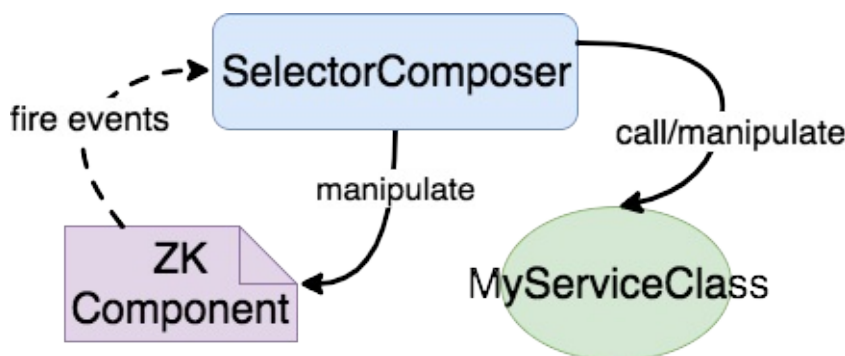 SelectorComposer
fire events
call/manipulate
manipulate
ZK
Component
MyServiceClass